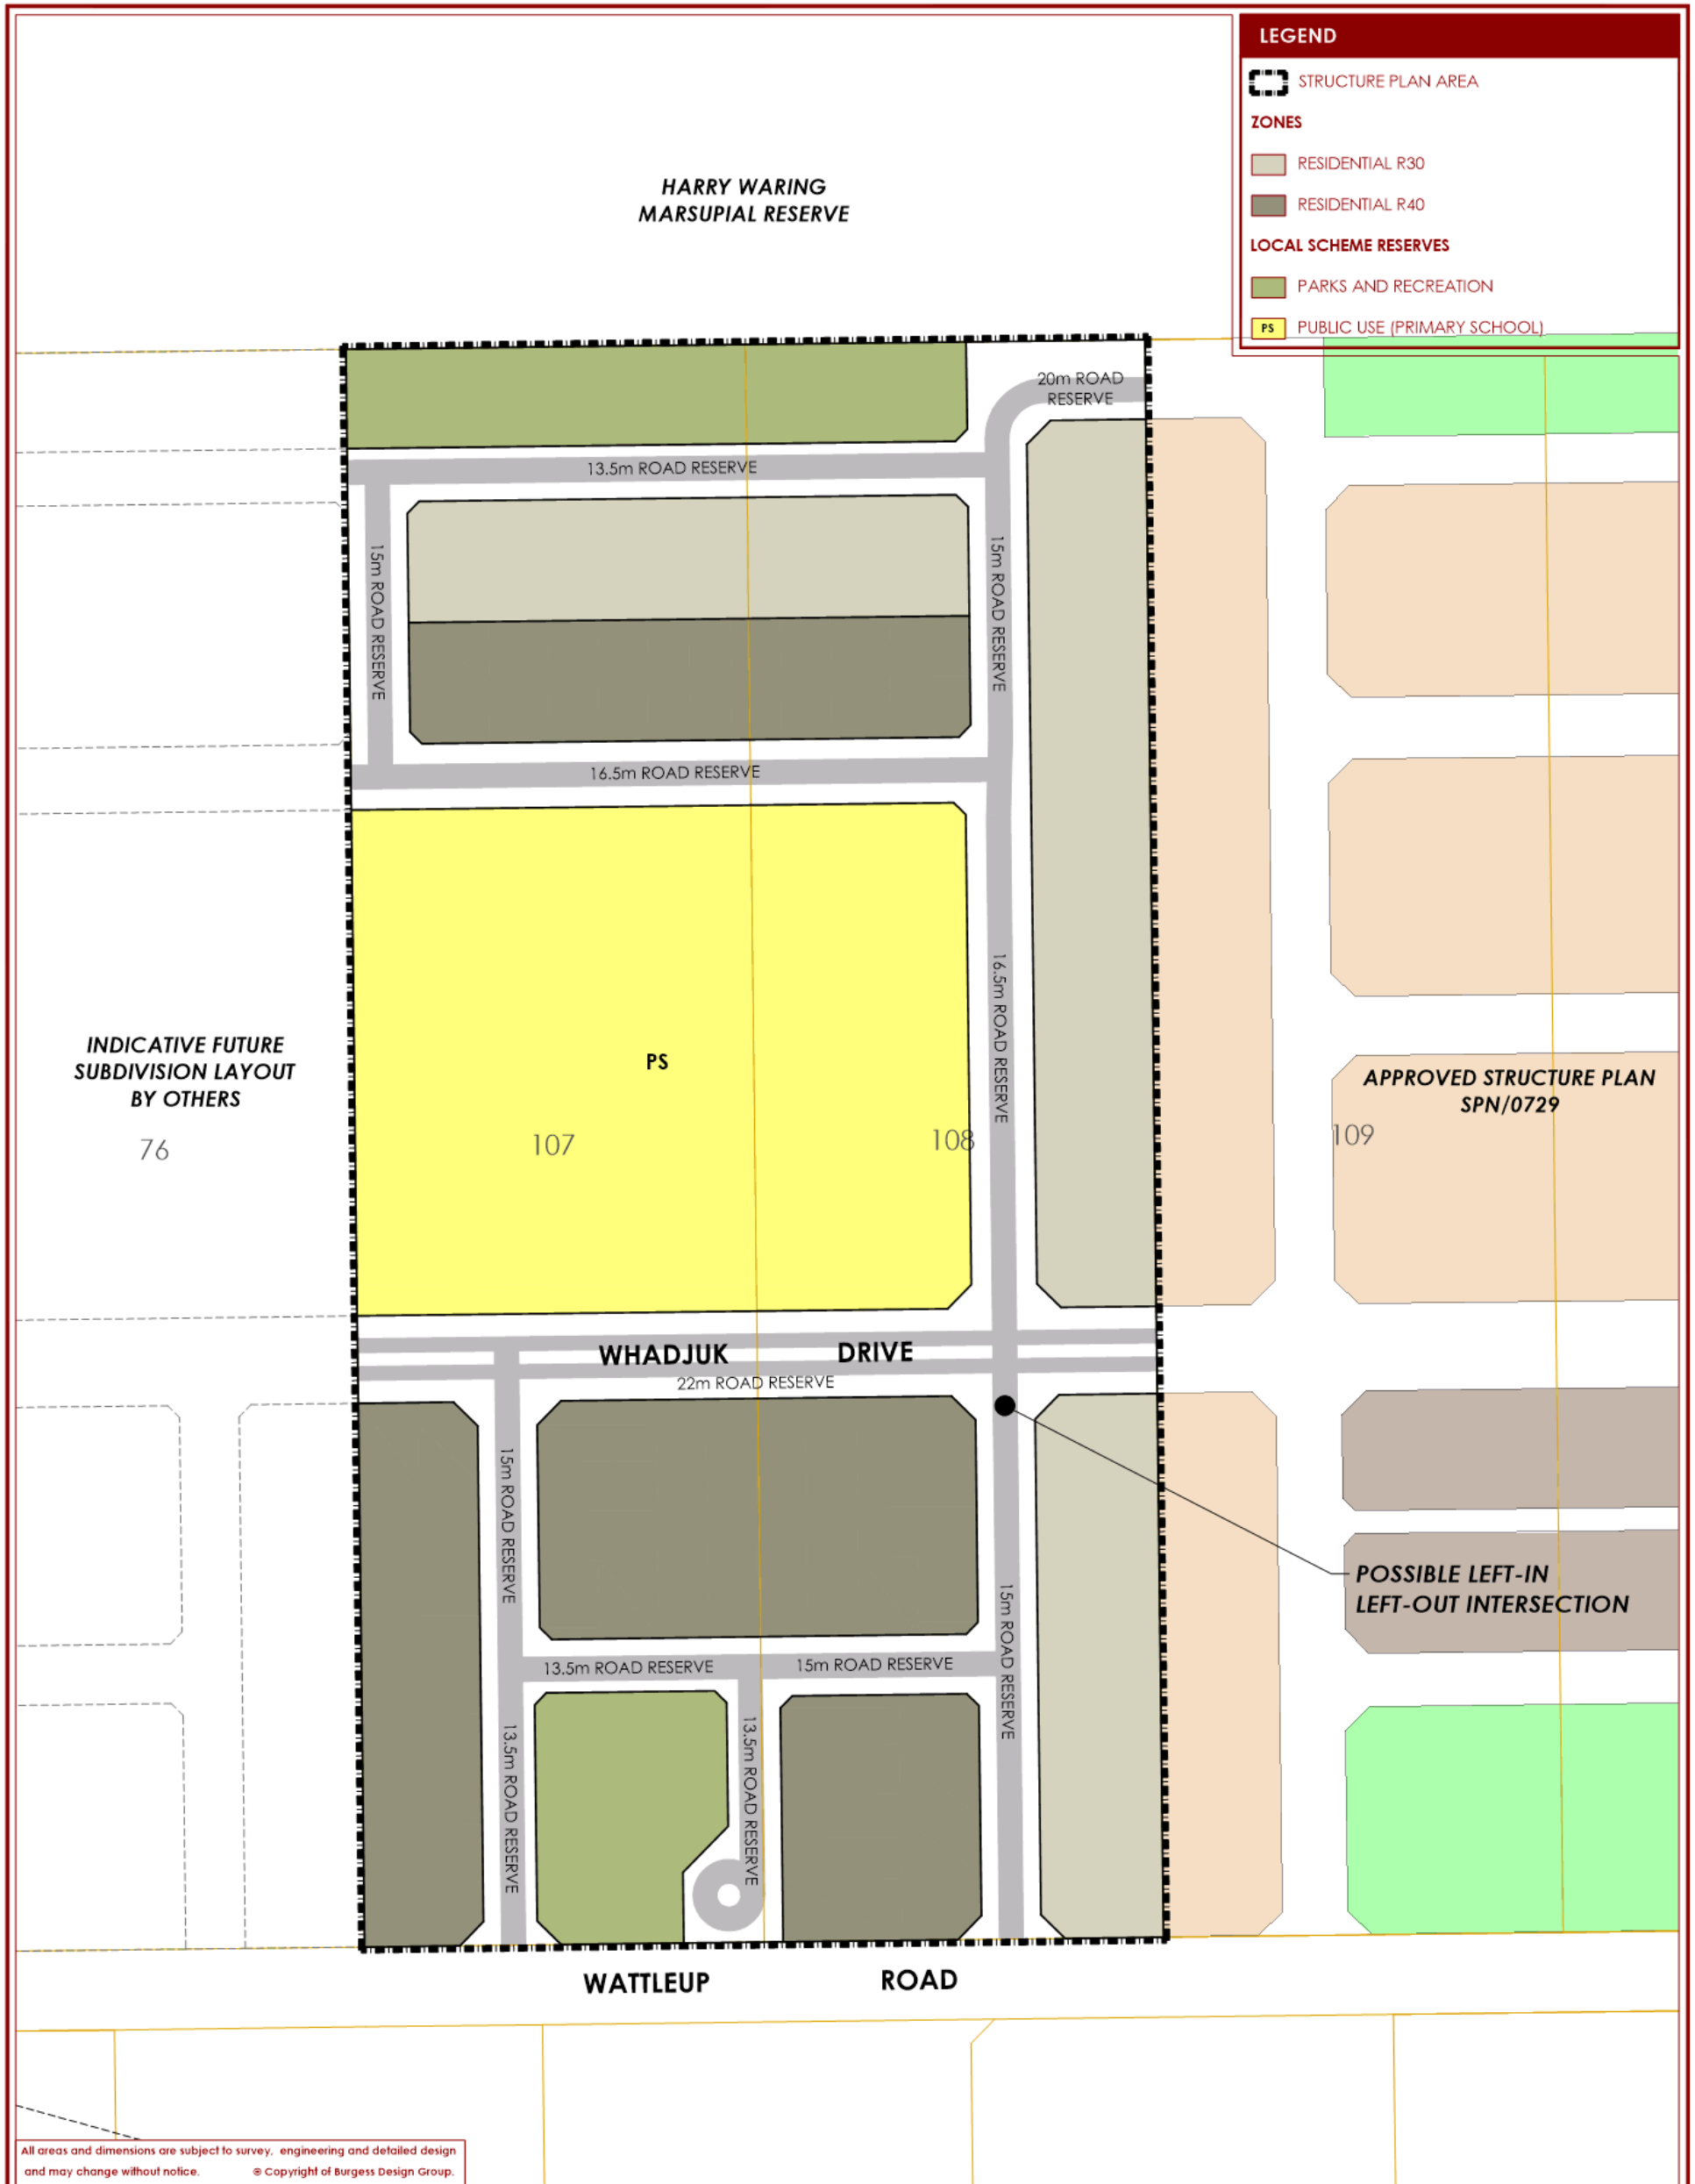 LEGEND
STRUCTURE PLAN AREA
ZONES
RESIDENTIAL R30
RESIDENTIAL R40
LOCAL SCHEME RESERVES
PARKS AND RECREATION
PS PUBLIC USE (PRIMARY SCHOOL)
HARRY WARING
MARSUPIAL RESERVE
20m ROAD
RESERVE
13.5m ROAD RESERVE
15m ROAD RESERVE
15m ROAD RESERVE
16.5m ROAD RESERVE
16.5m ROAD RESERVE
PS
INDICATIVE FUTURE
SUBDIVISION LAYOUT
BY OTHERS
76
107
108
APPROVED STRUCTURE PLAN
SPN/0729
109
WHADJUK DRIVE
22m ROAD RESERVE
15m ROAD RESERVE
POSSIBLE LEFT-IN
LEFT-OUT INTERSECTION
15m ROAD RESERVE
13.5m ROAD RESERVE
15m ROAD RESERVE
13.5m ROAD RESERVE
13.5m ROAD RESERVE
WATTLEUP ROAD
All areas and dimensions are subject to survey, engineering and detailed design
and may change without notice. © Copyright of Burgess Design Group.